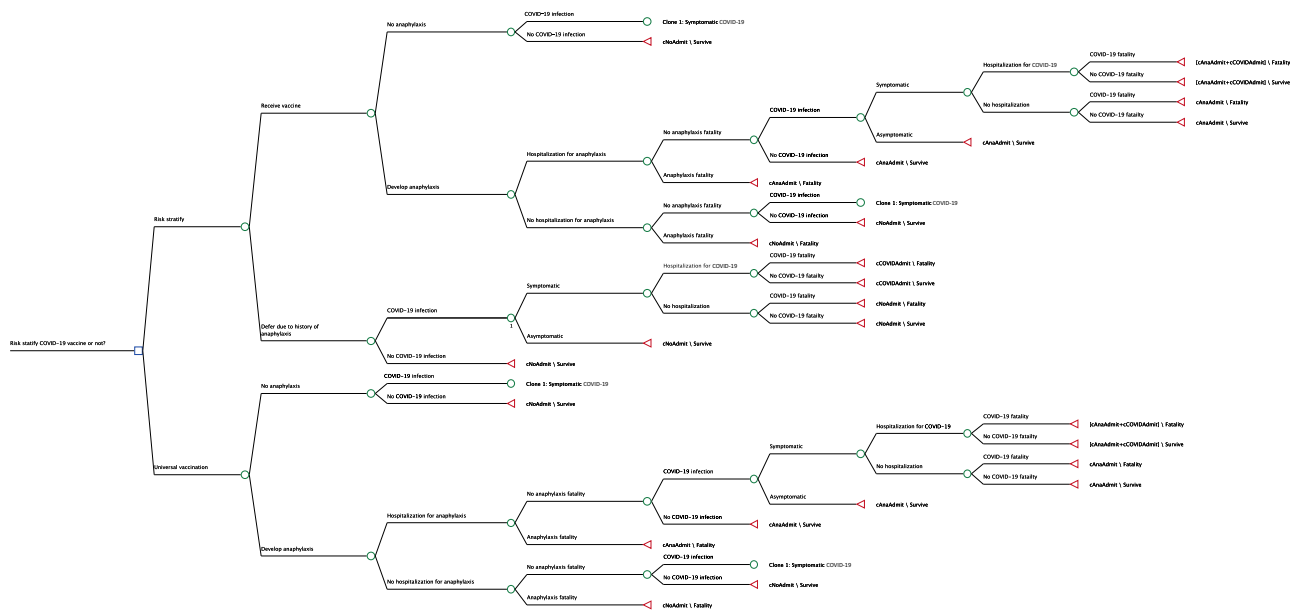 COVID-19 infection
No anaphylaxis
Clone 1: Symptomatic COVID-19
No COVID-19 infection
cNoAdmit \ Survive
COVID-19 fatality
Hospitalization for COVID-19
[cAnaAdmit+cCOVIDAdmit] \ Fatality
No COVID-19 fatality
[cAnaAdmit+cCOVIDAdmit] \ Survive
Symptomatic
COVID-19 fatality
Receive vaccine
No hospitalization
cAnaAdmit \ Fatality
COVID-19 infection
No COVID-19 fatality
cAnaAdmit \ Survive
No anaphylaxis fatality
Asymptomatic
cAnaAdmit \ Survive
Hospitalization for anaphylaxis
No COVID-19 infection
cAnaAdmit \ Survive
Anaphylaxis fatality
cAnaAdmit \ Fatality
Develop anaphylaxis
COVID-19 infection
No anaphylaxis fatality
Clone 1: Symptomatic COVID-19
No COVID-19 infection
Risk stratify
No hospitalization for anaphylaxis
cNoAdmit \ Survive
Anaphylaxis fatality
cNoAdmit \ Fatality
COVID-19 fatality
Hospitalization for COVID-19
cCOVIDAdmit \ Fatality
No COVID-19 fatailty
cCOVIDAdmit \ Survive
Symptomatic
COVID-19 fatality
No hospitalization
cNoAdmit \ Fatality
COVID-19 infection
No COVID-19 fatailty
cNoAdmit \ Survive
Defer due to history of
anaphylaxis
1
Asymptomatic
cNoAdmit \ Survive
Risk statify COVID-19 vaccine or not?
No COVID-19 infection
cNoAdmit \ Survive
COVID-19 infection
No anaphylaxis
Clone 1: Symptomatic COVID-19
No COVID-19 infection
cNoAdmit \ Survive
COVID-19 fatality
Hospitalization for COVID-19
[cAnaAdmit+cCOVIDAdmit] \ Fatality
No COVID-19 fatailty
[cAnaAdmit+cCOVIDAdmit] \ Survive
Symptomatic
COVID-19 fatality
Universal vaccination
No hospitalization
cAnaAdmit \ Fatality
COVID-19 infection
No COVID-19 fatailty
cAnaAdmit \ Survive
No anaphylaxis fatality
Asymptomatic
cAnaAdmit \ Survive
Hospitalization for anaphylaxis
No COVID-19 infection
cAnaAdmit \ Survive
Anaphylaxis fatality
cAnaAdmit \ Fatality
Develop anaphylaxis
COVID-19 infection
No anaphylaxis fatality
Clone 1: Symptomatic COVID-19
No COVID-19 infection
No hospitalization for anaphylaxis
cNoAdmit \ Survive
Anaphylaxis fatality
cNoAdmit \ Fatality